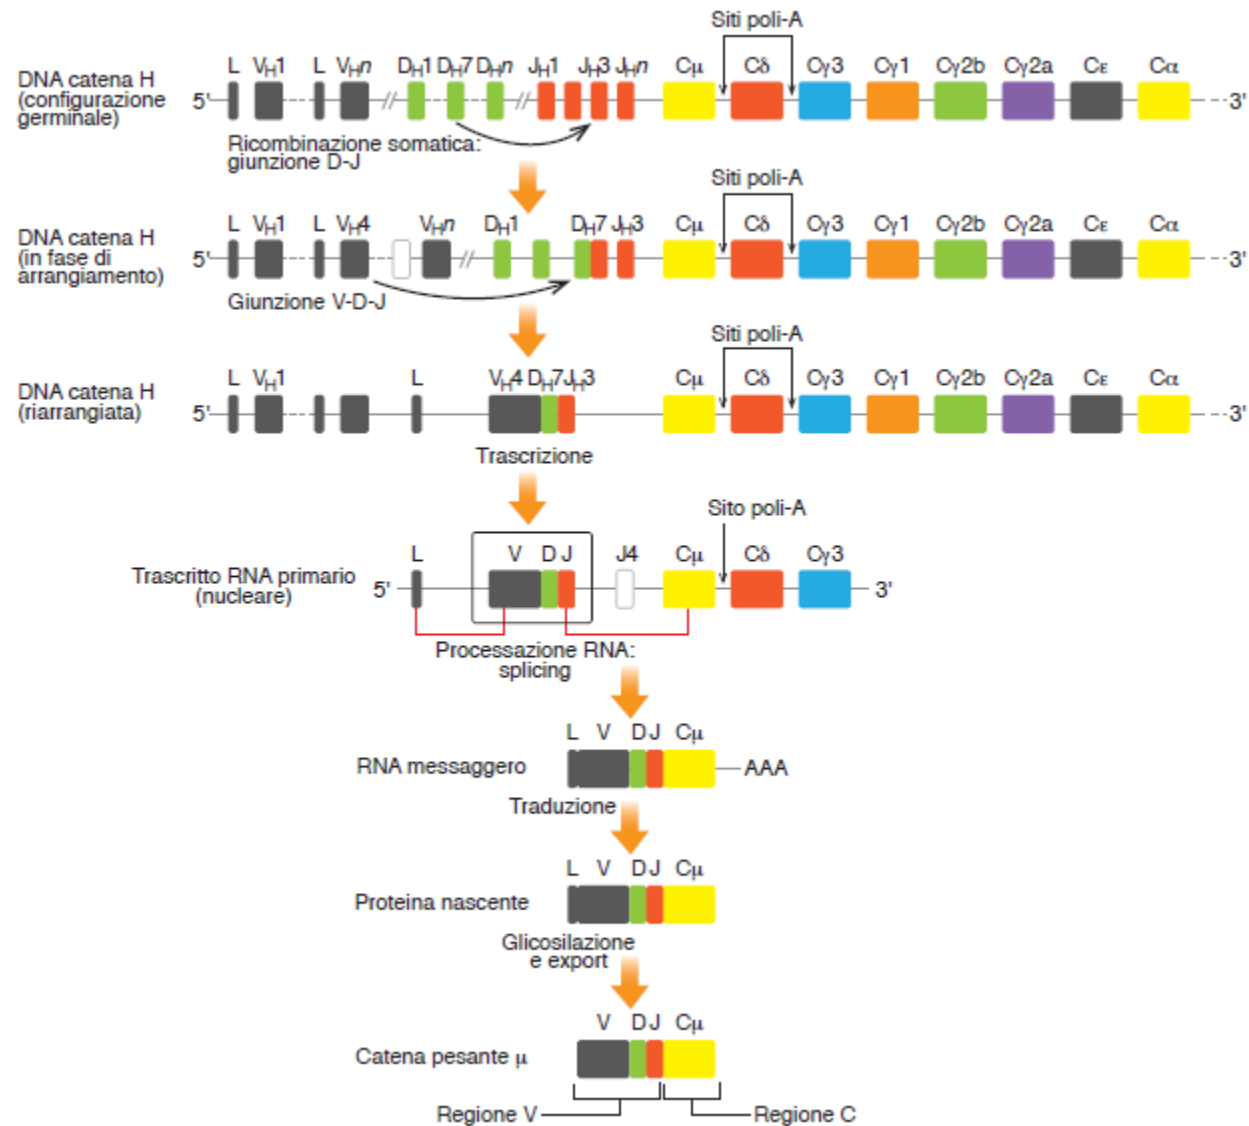 Siti poli-A
L VH1 L VHn DH1 DH7 DHn JH1 JH3 JHn Cμ Cδ Cγ3 Cγ1 Cγ2b Cγ2a Cε Cα
DNA catena H
(configurazione
germinale)
5' 3'
Ricombinazione somatica:
giunzione D-J
Siti poli-A
L VH1 L VH4 VHn DH1 DH7 JH3 Cμ Cδ Cγ3 Cγ1 Cγ2b Cγ2a Cε Cα
DNA catena H
(in fase di
arrangiamento)
5' 3'
Giunzione V-D-J
Siti poli-A
L VH1 L VH4 DH7 JH3 Cμ Cδ Cγ3 Cγ1 Cγ2b Cγ2a Cε Cα
DNA catena H
(riarrangiata)
5' 3'
Trascrizione
Sito poli-A
L V D J J4 Cμ Cδ Cγ3
Trascritto RNA primario
(nucleare)
5' 3'
Processazione RNA:
splicing
L V D J Cμ
RNA messaggero
AAA
Traduzione
L V D J Cμ
Proteina nascente
Glicosilazione
e export
V D J Cμ
Catena pesante μ
Regione V Regione C